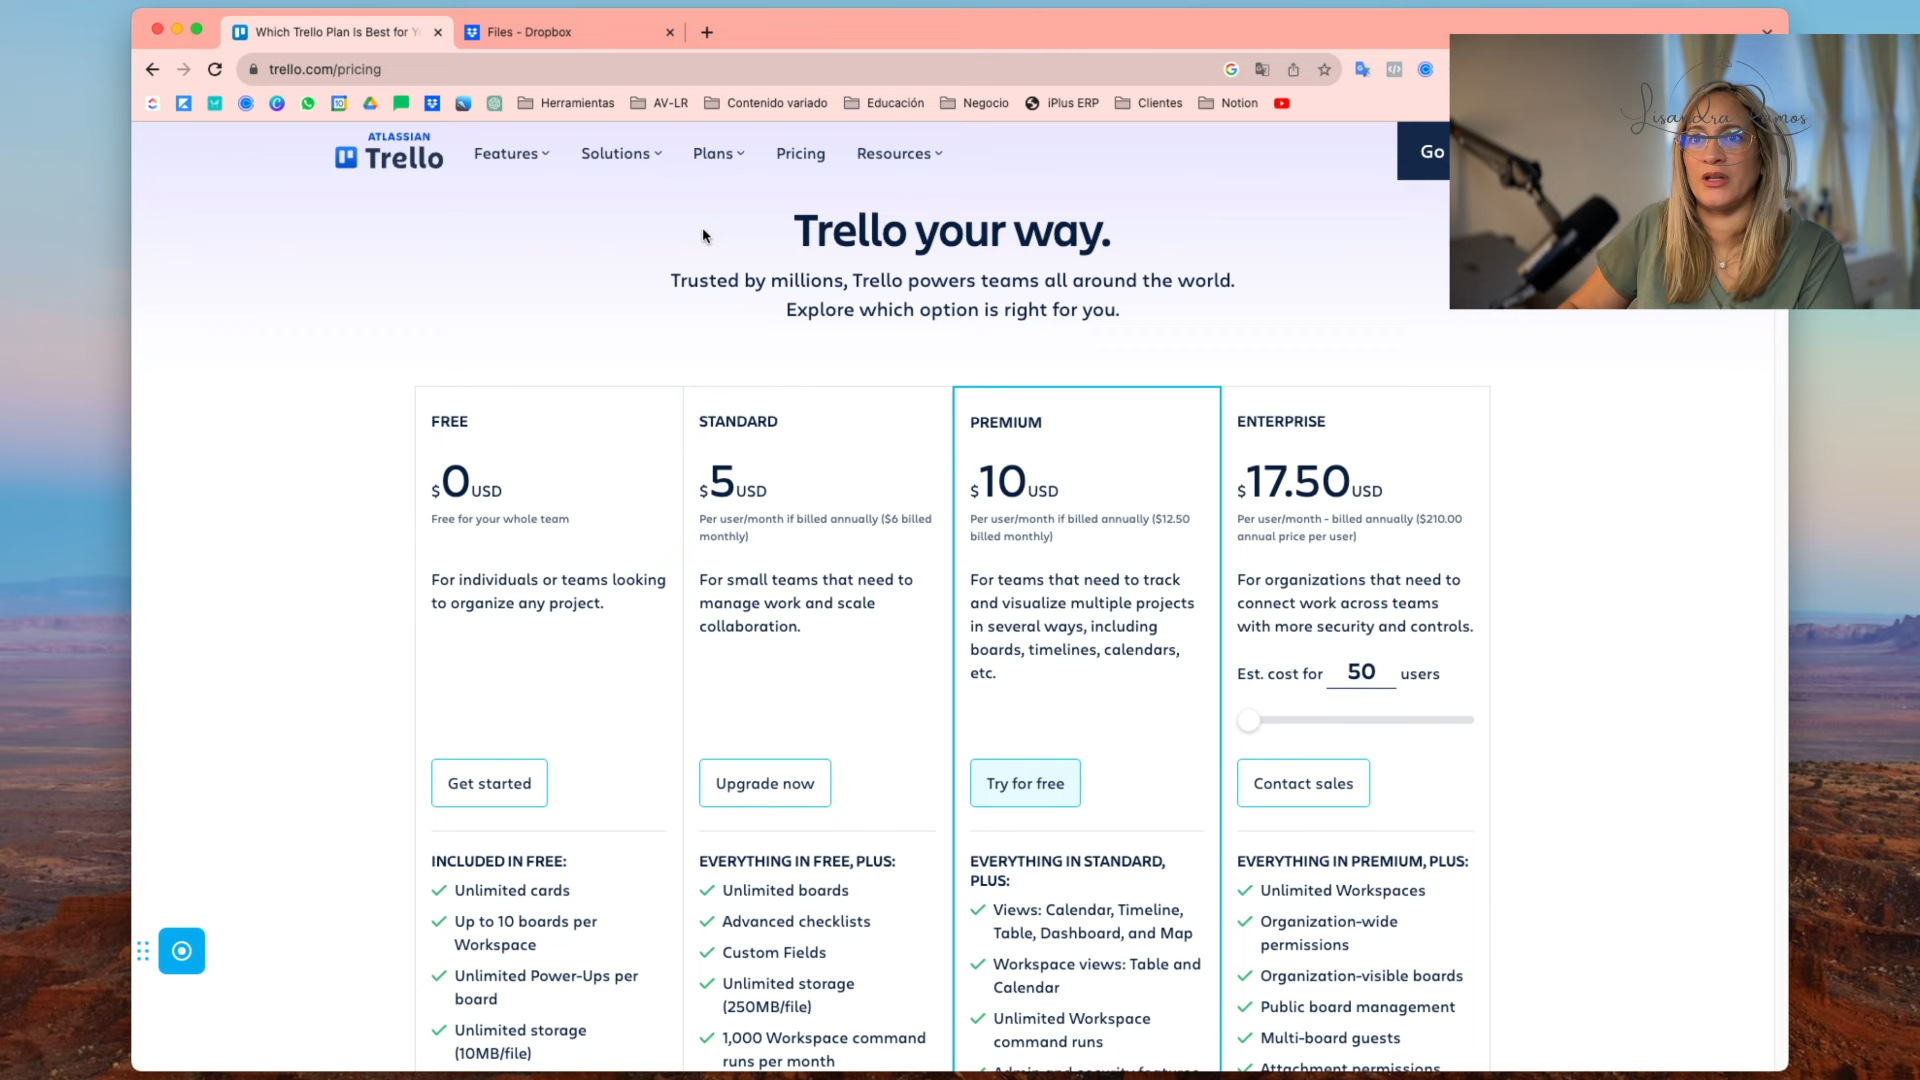 Which Trello Plan Is Best for Y
Files - Dropbox
trello.com/pricing
Herramientas
AV-LR
Contenido variado
Educación
Negocio
iPlus ERP
Clientes
Notion
ATLASSIAN
Trello
Features
Solutions
Plans
Pricing
Resources
Go
Lisandra Ramos
Trello your way.
Trusted by millions, Trello powers teams all around the world.
Explore which option is right for you.
FREE
$0USD
Free for your whole team
For individuals or teams looking
to organize any project.
Get started
INCLUDED IN FREE:
Unlimited cards
Up to 10 boards per
Workspace
Unlimited Power-Ups per
board
Unlimited storage
(10MB/file)
STANDARD
$5USD
Per user/month if billed annually ($6 billed
monthly)
For small teams that need to
manage work and scale
collaboration.
Upgrade now
EVERYTHING IN FREE, PLUS:
Unlimited boards
Advanced checklists
Custom Fields
Unlimited storage
(250MB/file)
1,000 Workspace command
runs per month
PREMIUM
$10USD
Per user/month if billed annually ($12.50
billed monthly)
For teams that need to track
and visualize multiple projects
in several ways, including
boards, timelines, calendars,
etc.
Try for free
EVERYTHING IN STANDARD,
PLUS:
Views: Calendar, Timeline,
Table, Dashboard, and Map
Workspace views: Table and
Calendar
Unlimited Workspace
command runs
Admin and security features
ENTERPRISE
$17.50USD
Per user/month - billed annually ($210.00
annual price per user)
For organizations that need to
connect work across teams
with more security and controls.
Est. cost for 50 users
Contact sales
EVERYTHING IN PREMIUM, PLUS:
Unlimited Workspaces
Organization-wide
permissions
Organization-visible boards
Public board management
Multi-board guests
Attachment permissions